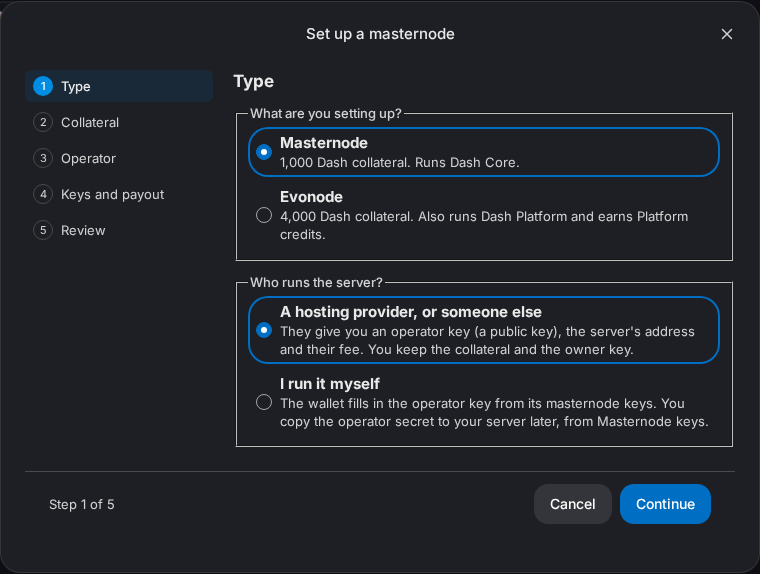 Set up a masternode
1 Type
2 Collateral
3 Operator
4 Keys and payout
5 Review
Type
What are you setting up?
Masternode
1,000 Dash collateral. Runs Dash Core.
Evonode
4,000 Dash collateral. Also runs Dash Platform and earns Platform
credits.
Who runs the server?
A hosting provider, or someone else
They give you an operator key (a public key), the server's address
and their fee. You keep the collateral and the owner key.
I run it myself
The wallet fills in the operator key from its masternode keys. You
copy the operator secret to your server later, from Masternode keys.
Step 1 of 5
Cancel
Continue